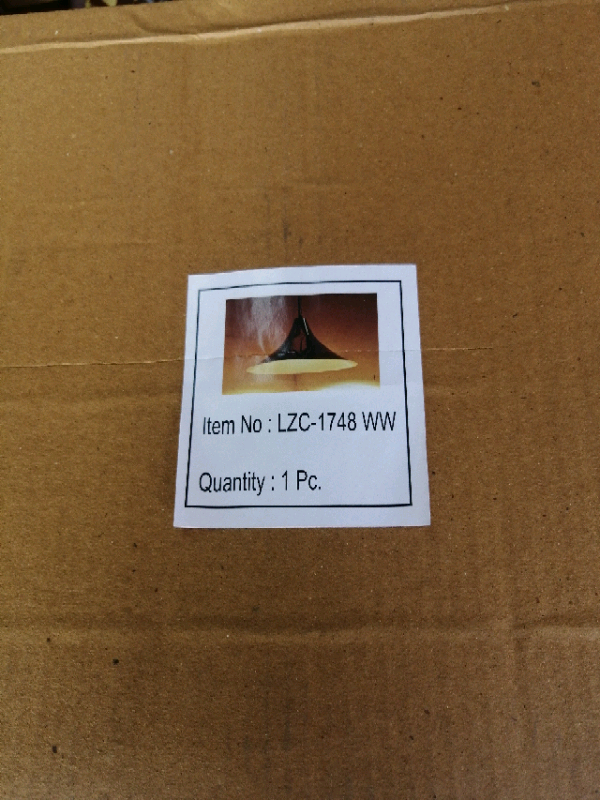 Item No : LZC-1748 WW
Quantity : 1 Pc.